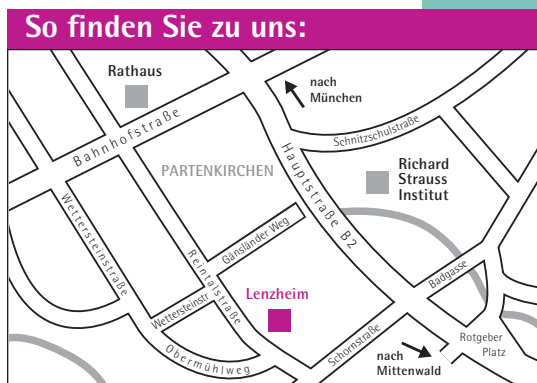 So finden Sie zu uns:
Rathaus
nach
München
Bahnhofstraße
Schnitzschulstraße
PARTENKIRCHEN
Hauptstraße B2
Richard
Strauss
Institut
Wettersteinstraße
Gänsländer Weg
Reintalstraße
Badgasse
Lenzheim
Wettersteinstr
Schornstraße
Obermühlweg
Rotgeber
Platz
nach
Mittenwald